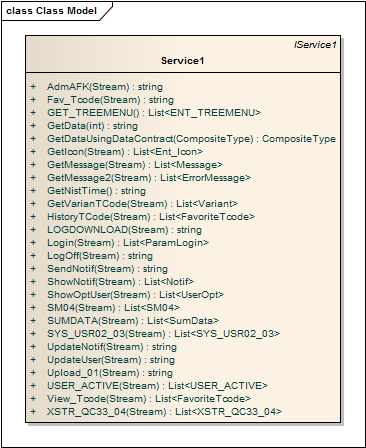 class Class Model
IService1
Service1
+ AdmAFK(Stream) : string
+ Fav_Tcode(Stream) : string
+ GET_TREEMENU() : List<ENT_TREEMENU>
+ GetData(int) : string
+ GetDataUsingDataContract(CompositeType) : CompositeType
+ GetIcon(Stream) : List<Ent_Icon>
+ GetMessage(Stream) : List<Message>
+ GetMessage2(Stream) : List<ErrorMessage>
+ GetNistTime() : string
+ GetVarianTCode(Stream) : List<Variant>
+ HistoryTCode(Stream) : List<FavoriteTcode>
+ LOGDOWNLOAD(Stream) : string
+ Login(Stream) : List<ParamLogin>
+ LogOff(Stream) : string
+ SendNotif(Stream) : string
+ ShowNotif(Stream) : List<Notif>
+ ShowOptUser(Stream) : List<UserOpt>
+ SM04(Stream) : List<SM04>
+ SUMDATA(Stream) : List<SumData>
+ SYS_USR02_03(Stream) : List<SYS_USR02_03>
+ UpdateNotif(Stream) : string
+ UpdateUser(Stream) : string
+ Upload_01(Stream) : string
+ USER_ACTIVE(Stream) : List<USER_ACTIVE>
+ View_Tcode(Stream) : List<FavoriteTcode>
+ XSTR_QC33_04(Stream) : List<XSTR_QC33_04>